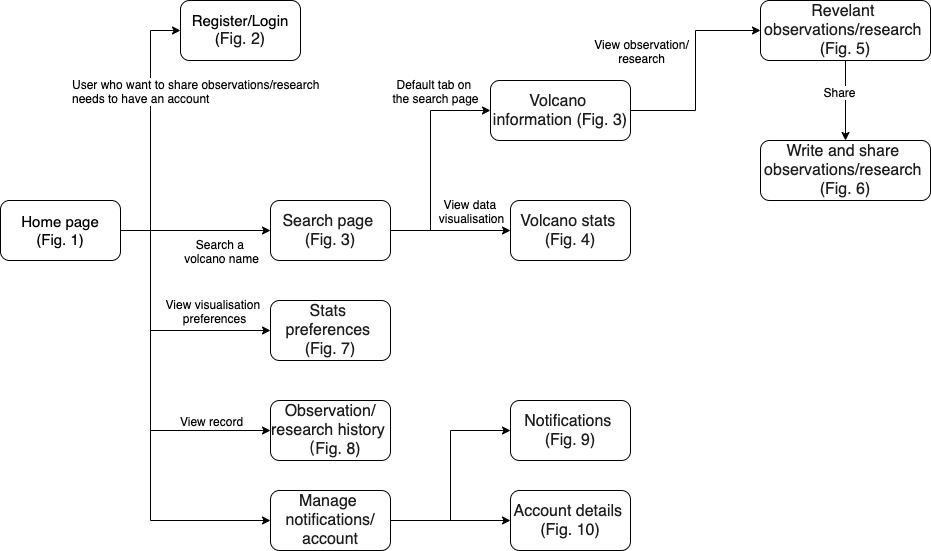 Register/Login
(Fig. 2)
User who want to share observations/research
needs to have an account
Home page
(Fig. 1)
Search a
volcano name
Search page
(Fig. 3)
Default tab on
the search page
Volcano
information (Fig. 3)
View observation/
research
Revelant
observations/research
(Fig. 5)
Share
Write and share
observations/research
(Fig. 6)
View data
visualisation
Volcano stats
(Fig. 4)
View visualisation
preferences
Stats
preferences
(Fig. 7)
View record
Observation/
research history
(Fig. 8)
Manage
notifications/
account
Notifications
(Fig. 9)
Account details
(Fig. 10)